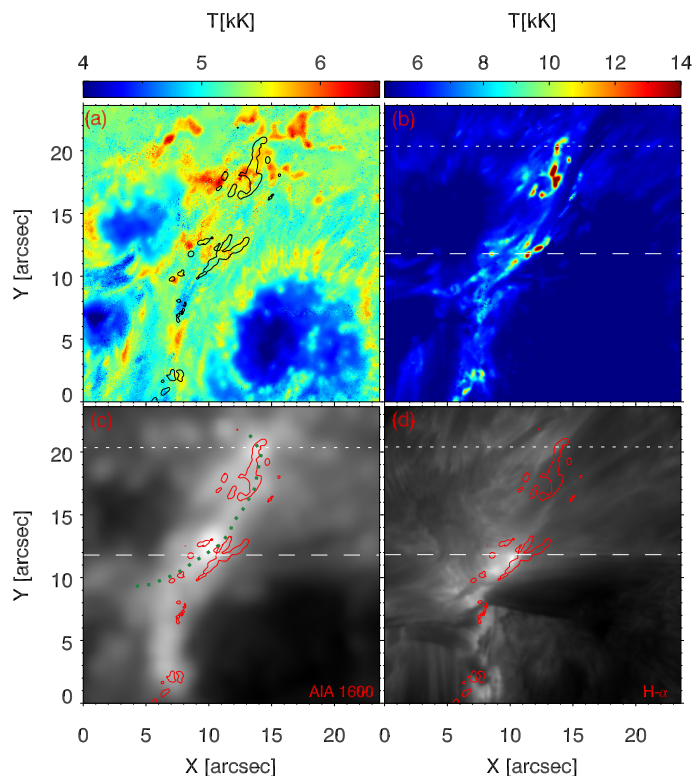 T[kK] T[kK]
4 5 6 6 8 10 12 14
(a) (b)
20
15
10
5
0
Y [arcsec]
(c) (d)
20
15
10
5
0
Y [arcsec]
AIA 1600 H-α
0 5 10 15 20 0 5 10 15 20
X [arcsec] X [arcsec]